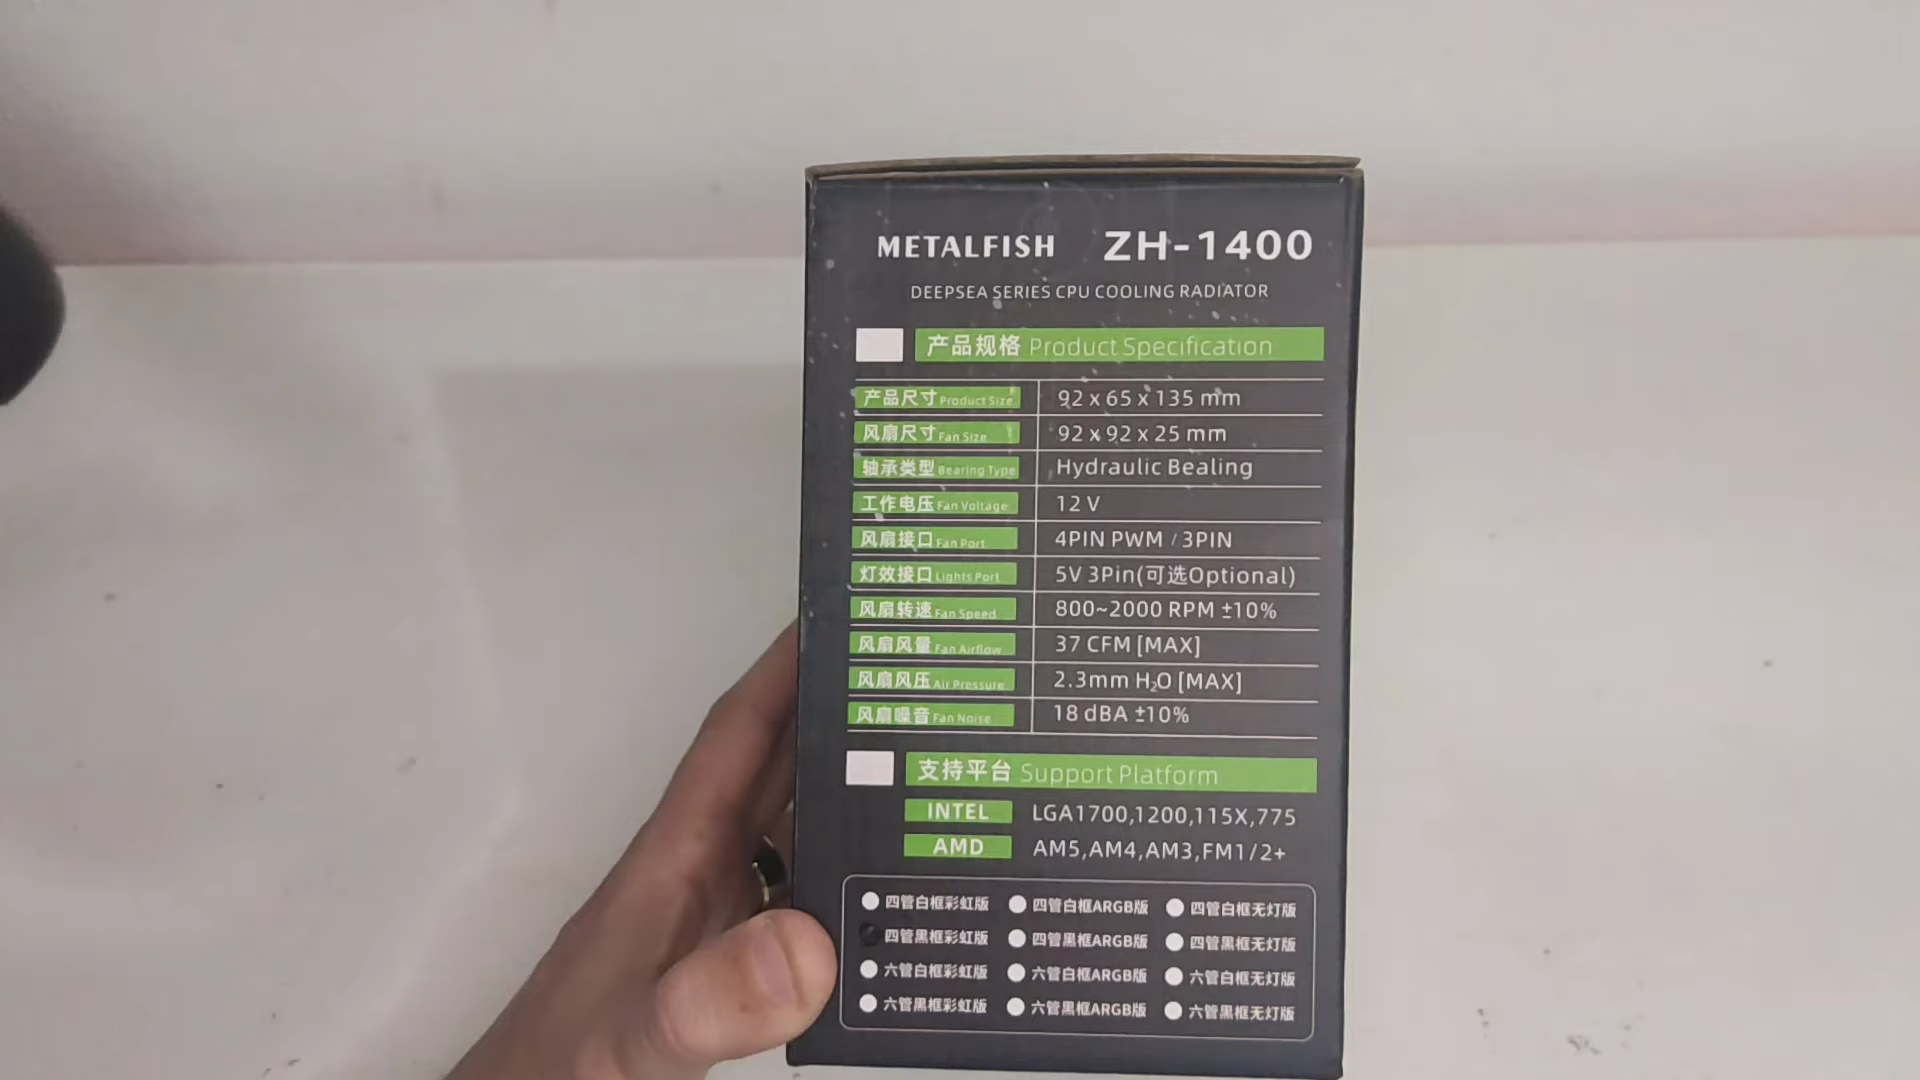 METALFISH ZH-1400
DEEPSEA SERIES CPU COOLING RADIATOR
产品规格 Product Specification
产品尺寸 Product Size 92 x 65 x 135 mm
风扇尺寸 Fan Size 92 x 92 x 25 mm
轴承类型 Bearing Type Hydraulic Bealing
工作电压 Fan Voltage 12 V
风扇接口 Fan Port 4PIN PWM / 3PIN
灯效接口 Lights Port 5V 3Pin(可选Optional)
风扇转速 Fan Speed 800~2000 RPM ±10%
风扇风量 Fan Airflow 37 CFM [MAX]
风扇风压 Air Pressure 2.3mm H₂O [MAX]
风扇噪音 Fan Noise 18 dBA ±10%
支持平台 Support Platform
INTEL LGA1700,1200,115X,775
AMD AM5,AM4,AM3,FM1/2+
四管白框彩虹版 四管白框ARGB版 四管白框无灯版
四管黑框彩虹版 四管黑框ARGB版 四管黑框无灯版
六管白框彩虹版 六管白框ARGB版 六管白框无灯版
六管黑框彩虹版 六管黑框ARGB版 六管黑框无灯版